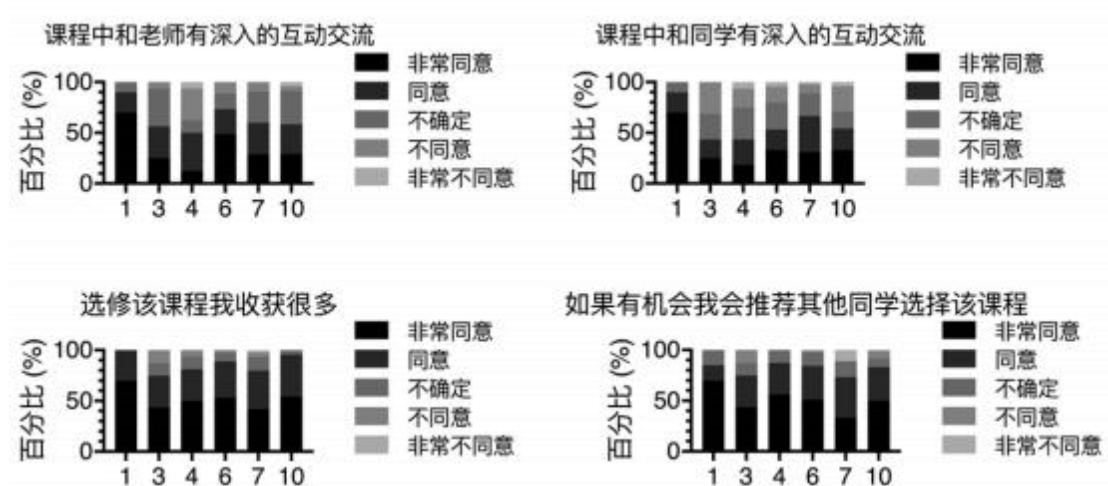 课程中和老师有深入的互动交流
非常同意
同意
不确定
不同意
非常不同意
百分比 (%)
100
50
0
1 3 4 6 7 10
课程中和同学有深入的互动交流
非常同意
同意
不确定
不同意
非常不同意
百分比 (%)
100
50
0
1 3 4 6 7 10
选修该课程我收获很多
非常同意
同意
不确定
不同意
非常不同意
百分比 (%)
100
50
0
1 3 4 6 7 10
如果有机会我会推荐其他同学选择该课程
非常同意
同意
不确定
不同意
非常不同意
百分比 (%)
100
50
0
1 3 4 6 7 10